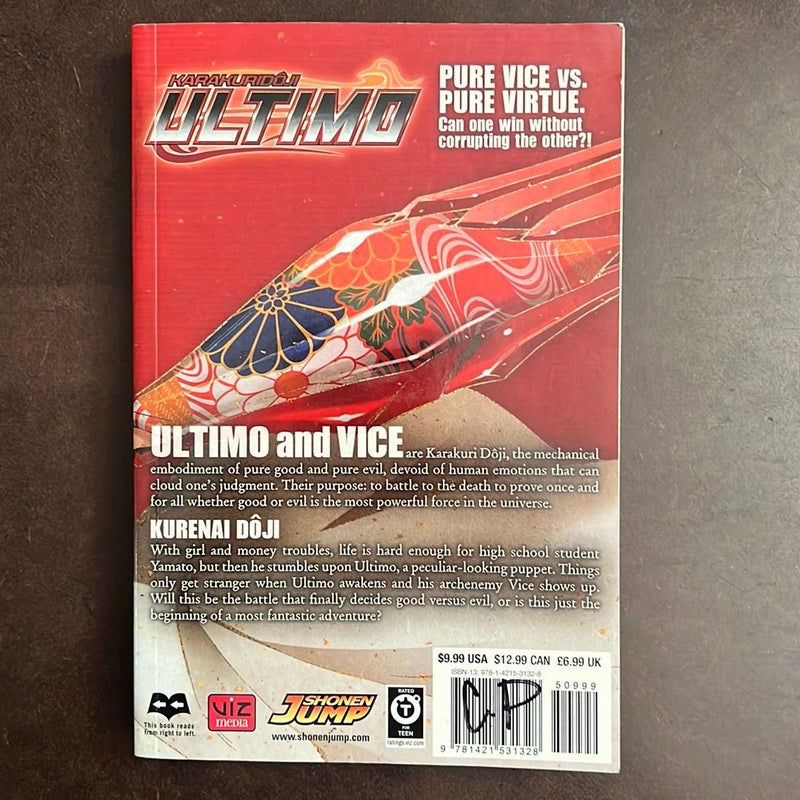 KARAKURIDÔJI
ULTIMO
PURE VICE vs.
PURE VIRTUE.
Can one win without
corrupting the other?!
ULTIMO and VICE are Karakuri Dôji, the mechanical
embodiment of pure good and pure evil, devoid of human emotions that can
cloud one's judgment. Their purpose: to battle to the death to prove once and
for all whether good or evil is the most powerful force in the universe.
KURENAI DÔJI
With girl and money troubles, life is hard enough for high school student
Yamato, but then he stumbles upon Ultimo, a peculiar-looking puppet. Things
only get stranger when Ultimo awakens and his archenemy Vice shows up.
Will this be the battle that finally decides good versus evil, or is this just the
beginning of a most fantastic adventure?
$9.99 USA $12.99 CAN £6.99 UK
ISBN-13: 978-1-4215-3132-8
50999
CP
9 781421 531328
This book reads
from right to left.
VIZ
media
SHONEN
JUMP
www.shonenjump.com
RATED
T
FOR
TEEN
ratings.viz.com